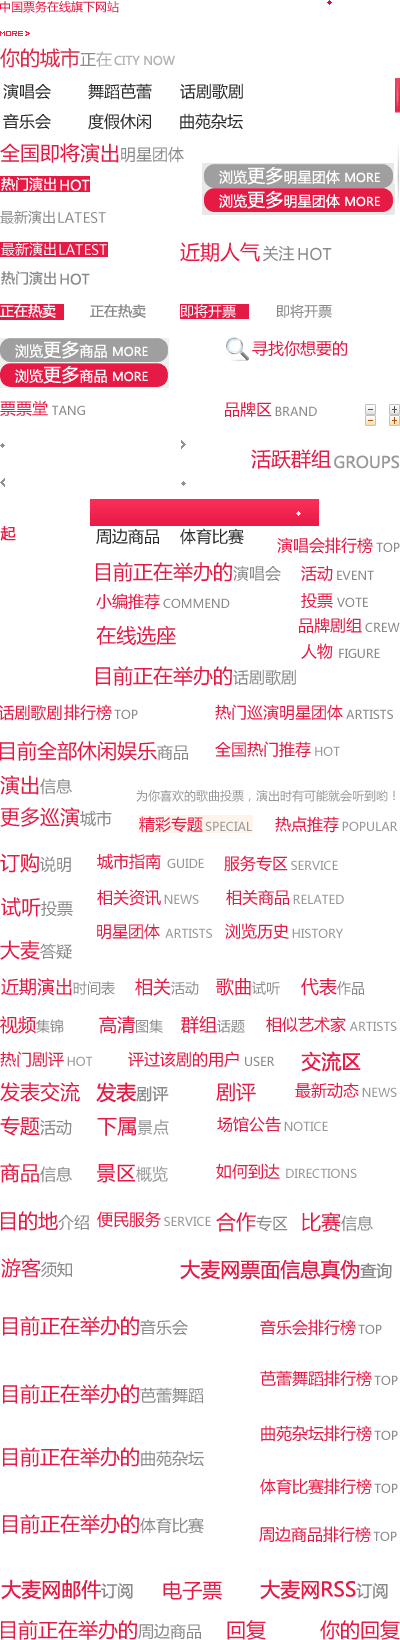 中国票务在线旗下网站
MORE>
你的城市正在CITY NOW
演唱会 舞蹈芭蕾 话剧歌剧
音乐会 度假休闲 曲苑杂坛
全国即将演出明星团体
浏览更多明星团体 MORE
热门演出 HOT
浏览更多明星团体 MORE
最新演出LATEST
最新演出LATEST
近期人气关注HOT
热门演出HOT
正在热卖 正在热卖 即将开票 即将开票
浏览更多商品 MORE
寻找你想要的
浏览更多商品 MORE
票票堂 TANG
品牌区 BRAND
活跃群组GROUPS
起
周边商品 体育比赛
演唱会排行榜 TOP
目前正在举办的演唱会
活动 EVENT
小编推荐 COMMEND
投票 VOTE
品牌剧组 CREW
在线选座
人物 FIGURE
目前正在举办的话剧歌剧
话剧歌剧排行榜 TOP
热门巡演明星团体 ARTISTS
目前全部休闲娱乐商品
全国热门推荐 HOT
演出信息
为你喜欢的歌曲投票，演出时有可能就会听到哟！
更多巡演城市
精彩专题 SPECIAL
热点推荐 POPULAR
订购说明
城市指南 GUIDE
服务专区 SERVICE
相关资讯 NEWS
相关商品 RELATED
试听投票
明星团体 ARTISTS
浏览历史 HISTORY
大麦答疑
近期演出时间表 相关活动 歌曲试听 代表作品
视频集锦 高清图集 群组话题 相似艺术家 ARTISTS
热门剧评 HOT 评过该剧的用户 USER 交流区
发表交流 发表剧评 剧评 最新动态 NEWS
专题活动 下属景点 场馆公告 NOTICE
商品信息 景区概览 如何到达 DIRECTIONS
目的地介绍 便民服务 SERVICE 合作专区 比赛信息
游客须知 大麦网票面信息真伪查询
目前正在举办的音乐会 音乐会排行榜 TOP
芭蕾舞蹈排行榜 TOP
目前正在举办的芭蕾舞蹈
曲苑杂坛排行榜 TOP
目前正在举办的曲苑杂坛
体育比赛排行榜 TOP
目前正在举办的体育比赛
周边商品排行榜 TOP
大麦网邮件订阅 电子票 大麦网RSS订阅
目前正在举办的周边商品 回复 你的回复